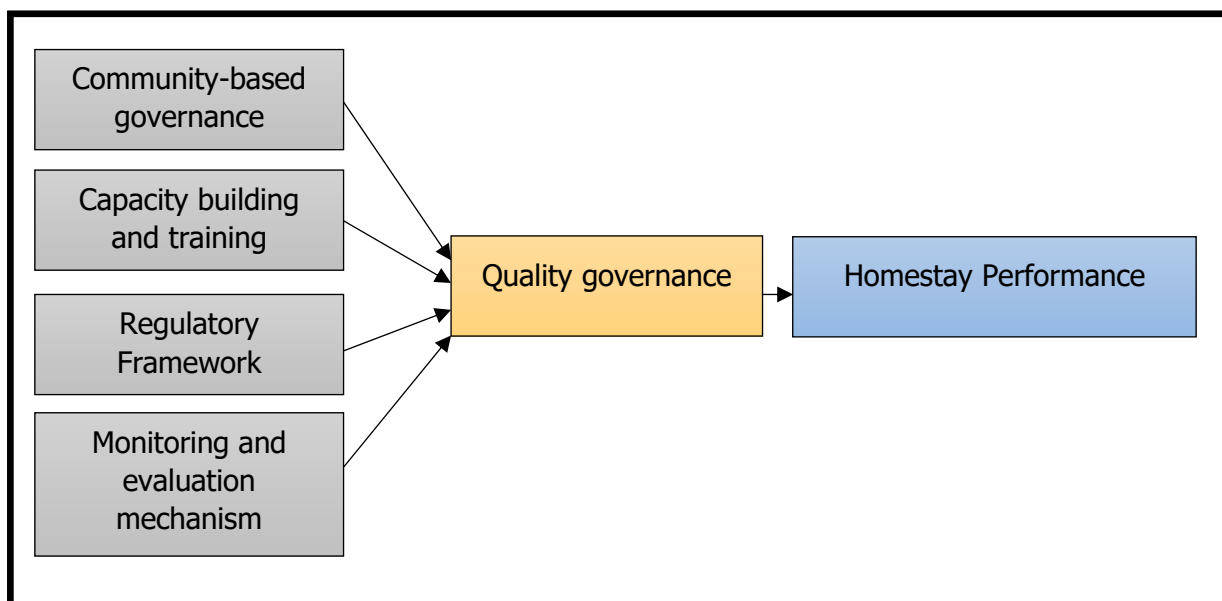 Community-based
governance
Capacity building
and training
Regulatory
Framework
Monitoring and
evaluation
mechanism
Quality governance
Homestay Performance